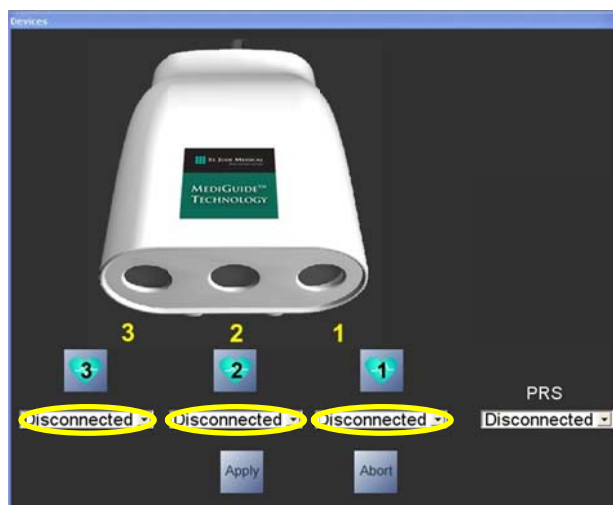 Devices
ST. JUDE MEDICAL
MEDIGUIDE™
TECHNOLOGY
3 2 1
3 2 1
PRS
Disconnected Disconnected Disconnected Disconnected
Apply Abort